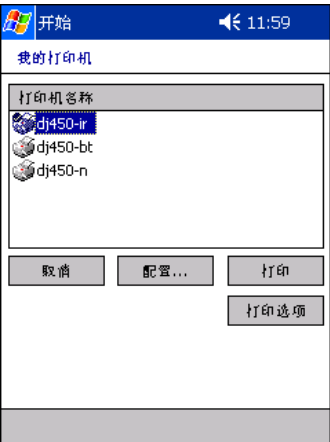 开始 11:59
我的打印机
打印机名称
dj450-ir
dj450-bt
dj450-n
取消 配置... 打印
打印选项